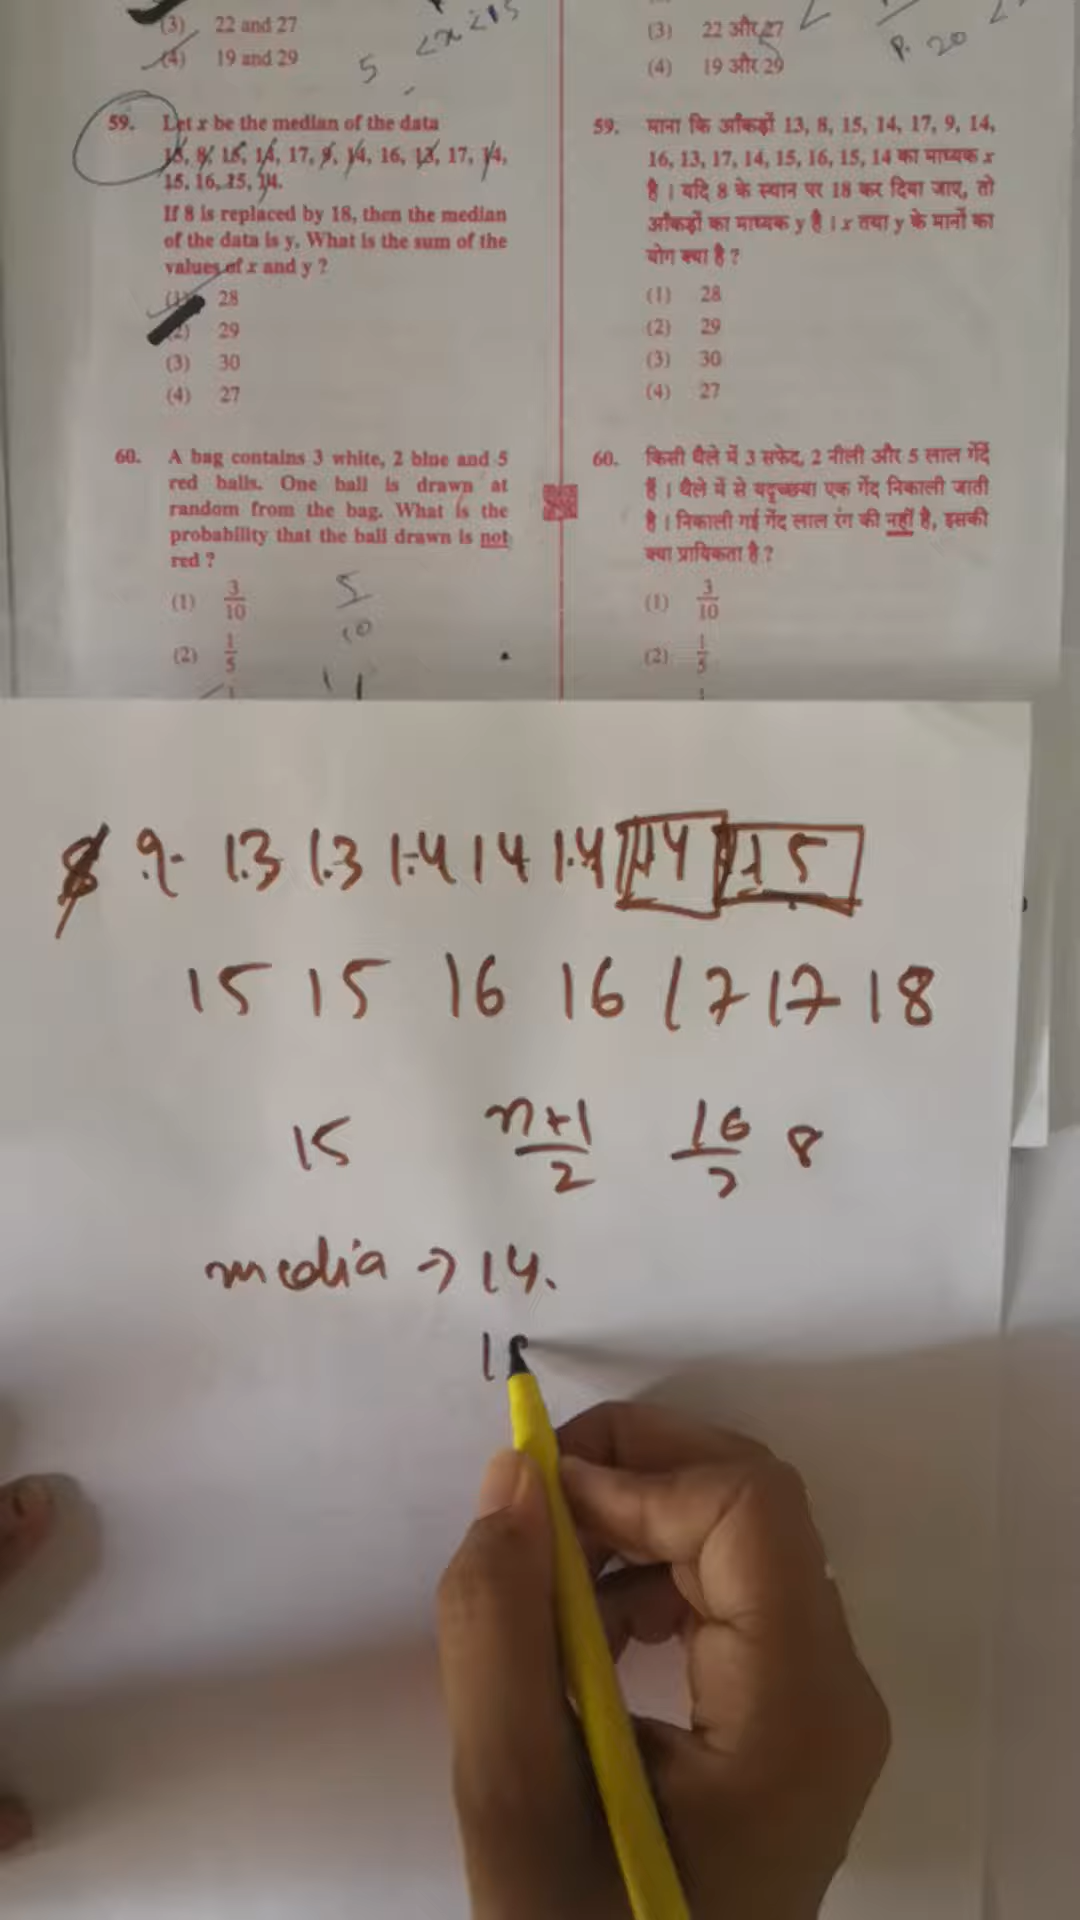 (3) 22 and 27
(4) 19 and 29
5 <x<15
59. Let x be the median of the data
13, 8, 15, 14, 17, 9, 14, 16, 13, 17, 14,
15, 16, 15, 14.
If 8 is replaced by 18, then the median
of the data is y. What is the sum of the
values of x and y ?
(1) 28
(2) 29
(3) 30
(4) 27
60. A bag contains 3 white, 2 blue and 5
red balls. One ball is drawn at
random from the bag. What is the
probability that the ball drawn is not
red ?
(1) 3/10
(2) 1/5
5/10
(3) 22 और 27
(4) 19 और 29
P. 20
59. माना कि आँकड़ों 13, 8, 15, 14, 17, 9, 14,
16, 13, 17, 14, 15, 16, 15, 14 का माध्यक x
है । यदि 8 के स्थान पर 18 कर दिया जाए, तो
आँकड़ों का माध्यक y है । x तथा y के मानों का
योग क्या है ?
(1) 28
(2) 29
(3) 30
(4) 27
60. किसी थैले में 3 सफेद, 2 नीली और 5 लाल गेंदें
हैं । थैले में से यदृच्छया एक गेंद निकाली जाती
है । निकाली गई गेंद लाल रंग की नहीं है, इसकी
क्या प्रायिकता है ?
(1) 3/10
(2) 1/5
8 9 13 13 14 14 14 14 15
15 15 16 16 17 17 18
15 n+1/2 16/2 8
media → 14.